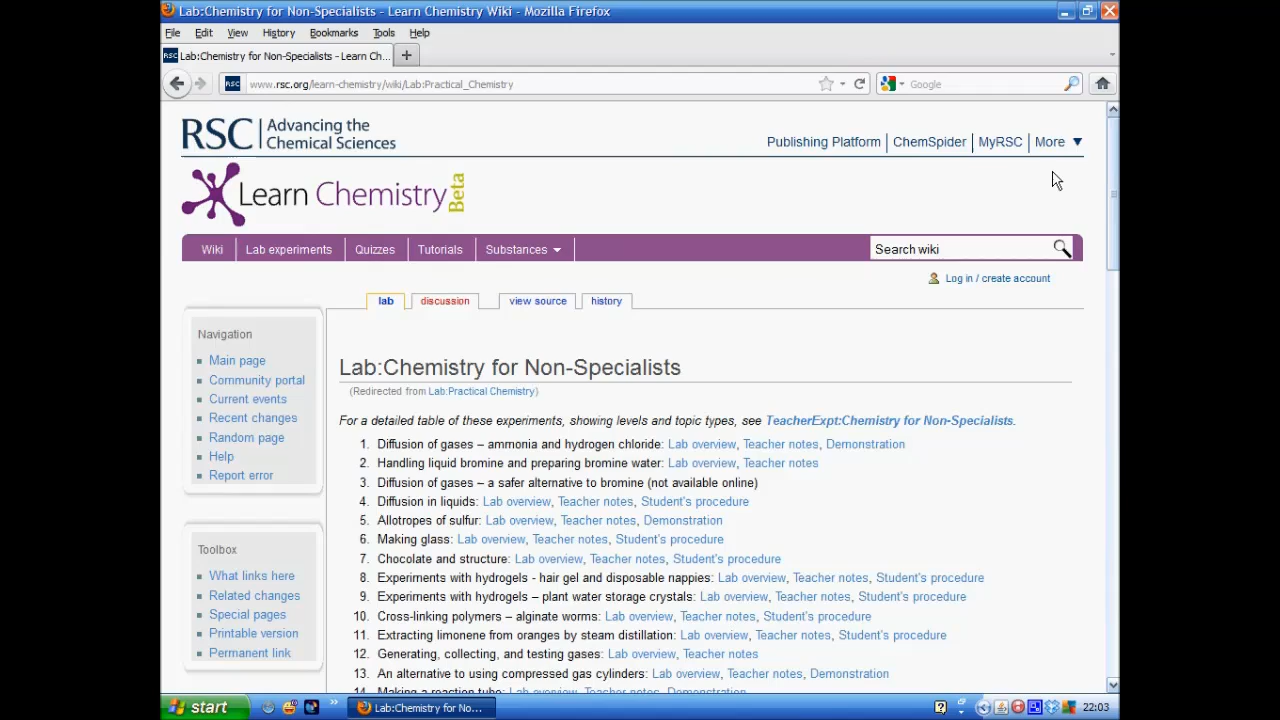 Lab:Chemistry for Non-Specialists - Learn Chemistry Wiki - Mozilla Firefox
File Edit View History Bookmarks Tools Help
RSC Lab:Chemistry for Non-Specialists - Learn Ch... +
RSC www.rsc.org/learn-chemistry/wiki/Lab:Practical_Chemistry Google
RSC Advancing the
Chemical Sciences
Publishing Platform ChemSpider MyRSC More ▼
Learn Chemistry Beta
Wiki Lab experiments Quizzes Tutorials Substances Search wiki
Log in / create account
lab discussion view source history
Navigation
Main page
Community portal
Current events
Recent changes
Random page
Help
Report error
Toolbox
What links here
Related changes
Special pages
Printable version
Permanent link
Lab:Chemistry for Non-Specialists
(Redirected from Lab:Practical Chemistry)
For a detailed table of these experiments, showing levels and topic types, see TeacherExpt:Chemistry for Non-Specialists.
1. Diffusion of gases – ammonia and hydrogen chloride: Lab overview, Teacher notes, Demonstration
2. Handling liquid bromine and preparing bromine water: Lab overview, Teacher notes
3. Diffusion of gases – a safer alternative to bromine (not available online)
4. Diffusion in liquids: Lab overview, Teacher notes, Student's procedure
5. Allotropes of sulfur: Lab overview, Teacher notes, Demonstration
6. Making glass: Lab overview, Teacher notes, Student's procedure
7. Chocolate and structure: Lab overview, Teacher notes, Student's procedure
8. Experiments with hydrogels - hair gel and disposable nappies: Lab overview, Teacher notes, Student's procedure
9. Experiments with hydrogels – plant water storage crystals: Lab overview, Teacher notes, Student's procedure
10. Cross-linking polymers – alginate worms: Lab overview, Teacher notes, Student's procedure
11. Extracting limonene from oranges by steam distillation: Lab overview, Teacher notes, Student's procedure
12. Generating, collecting, and testing gases: Lab overview, Teacher notes
13. An alternative to using compressed gas cylinders: Lab overview, Teacher notes, Demonstration
14. Making a reaction tube: Lab overview, Teacher notes, Demonstration
start Lab:Chemistry for No... 22:03